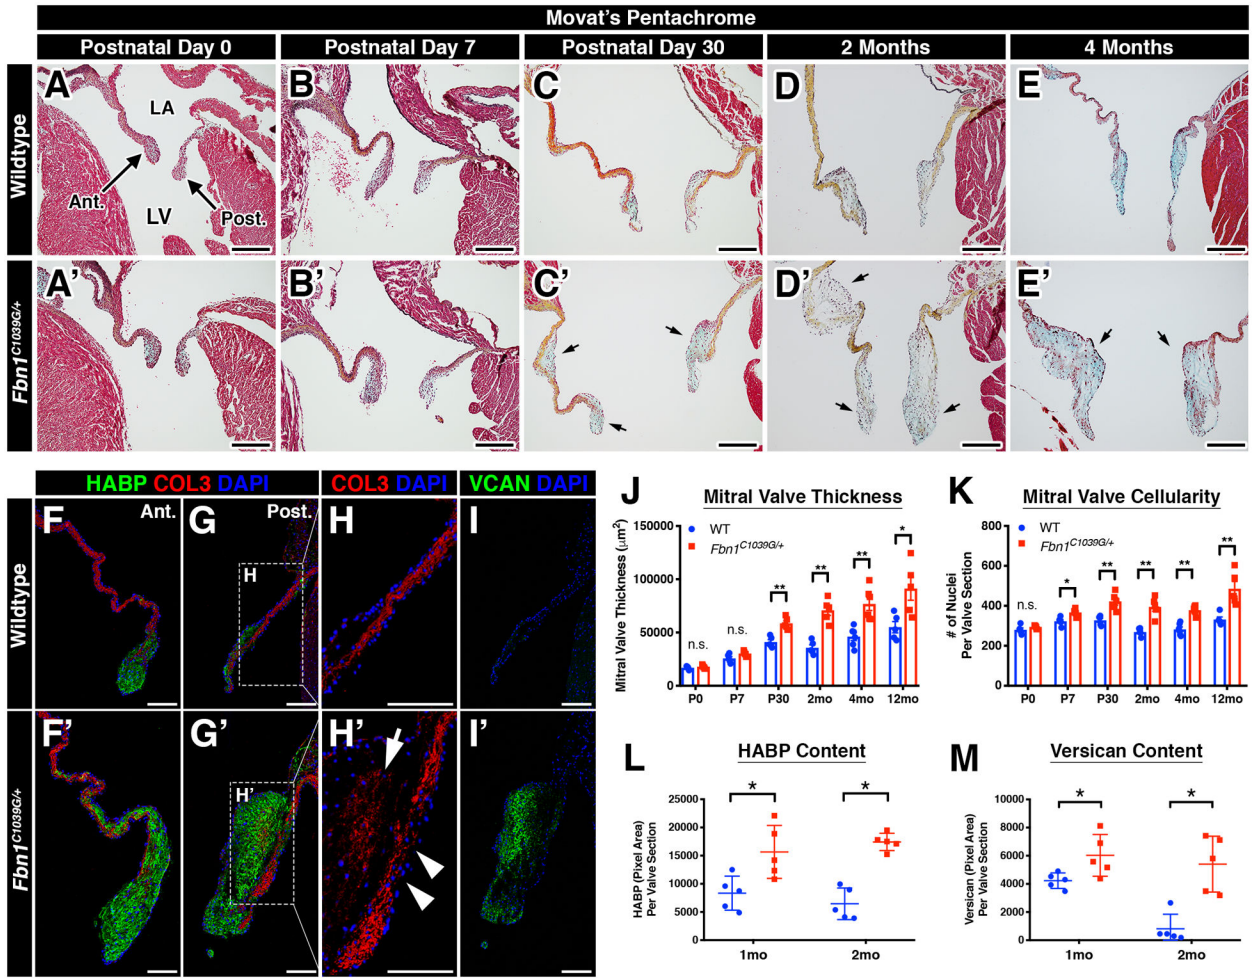 Movat's Pentachrome
Postnatal Day 0
Postnatal Day 7
Postnatal Day 30
2 Months
4 Months
Wildtype
A
LA
Ant.
LV
Post.
B
C
D
E
Fbn1C1039G/+
A'
B'
C'
D'
E'
HABP COL3 DAPI
COL3 DAPI
VCAN DAPI
Wildtype
F
Ant.
G
Post.
H
H
I
Fbn1C1039G/+
F'
G'
H'
H'
I'
J
Mitral Valve Thickness
WT
Fbn1C1039G/+
Mitral Valve Thickness (μm2)
150000
100000
50000
0
n.s.
n.s.
**
**
**
*
P0
P7
P30
2mo
4mo
12mo
K
Mitral Valve Cellularity
WT
Fbn1C1039G/+
# of Nuclei
Per Valve Section
800
600
400
200
0
n.s.
*
**
**
**
**
P0
P7
P30
2mo
4mo
12mo
L
HABP Content
HABP (Pixel Area)
Per Valve Section
25000
20000
15000
10000
5000
0
*
*
1mo
2mo
M
Versican Content
Versican (Pixel Area)
Per Valve Section
10000
8000
6000
4000
2000
0
*
*
1mo
2mo